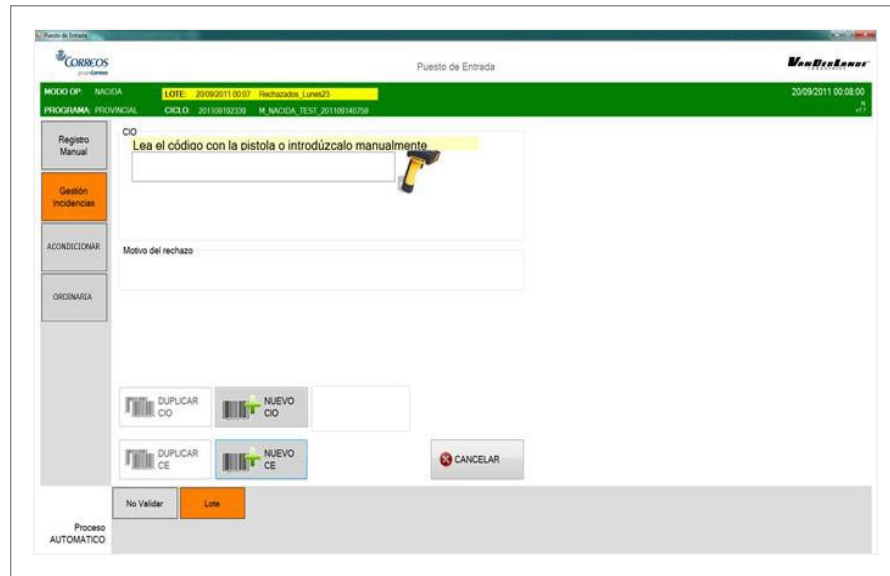 Puesto de Entrada
CORREOS
Puesto de Entrada
VANDERLANDE
INDUSTRIES
MODO OP: NACIDA
LOTE: 20/09/2011 00:07 Rechazados_Lunes23
20/09/2011 00:08:00
PROGRAMA: PROVINCIAL
CICLO: 201109192339 M_NACIDA_TEST_201109140759
N
Registro
Manual
CIO
Lea el código con la pistola o introdúzcalo manualmente
Gestión
Incidencias
ACONDICIONAR
Motivo del rechazo
ORDINARIA
DUPLICAR
CIO
NUEVO
CIO
DUPLICAR
CE
NUEVO
CE
CANCELAR
No Validar
Lote
Proceso
AUTOMATICO